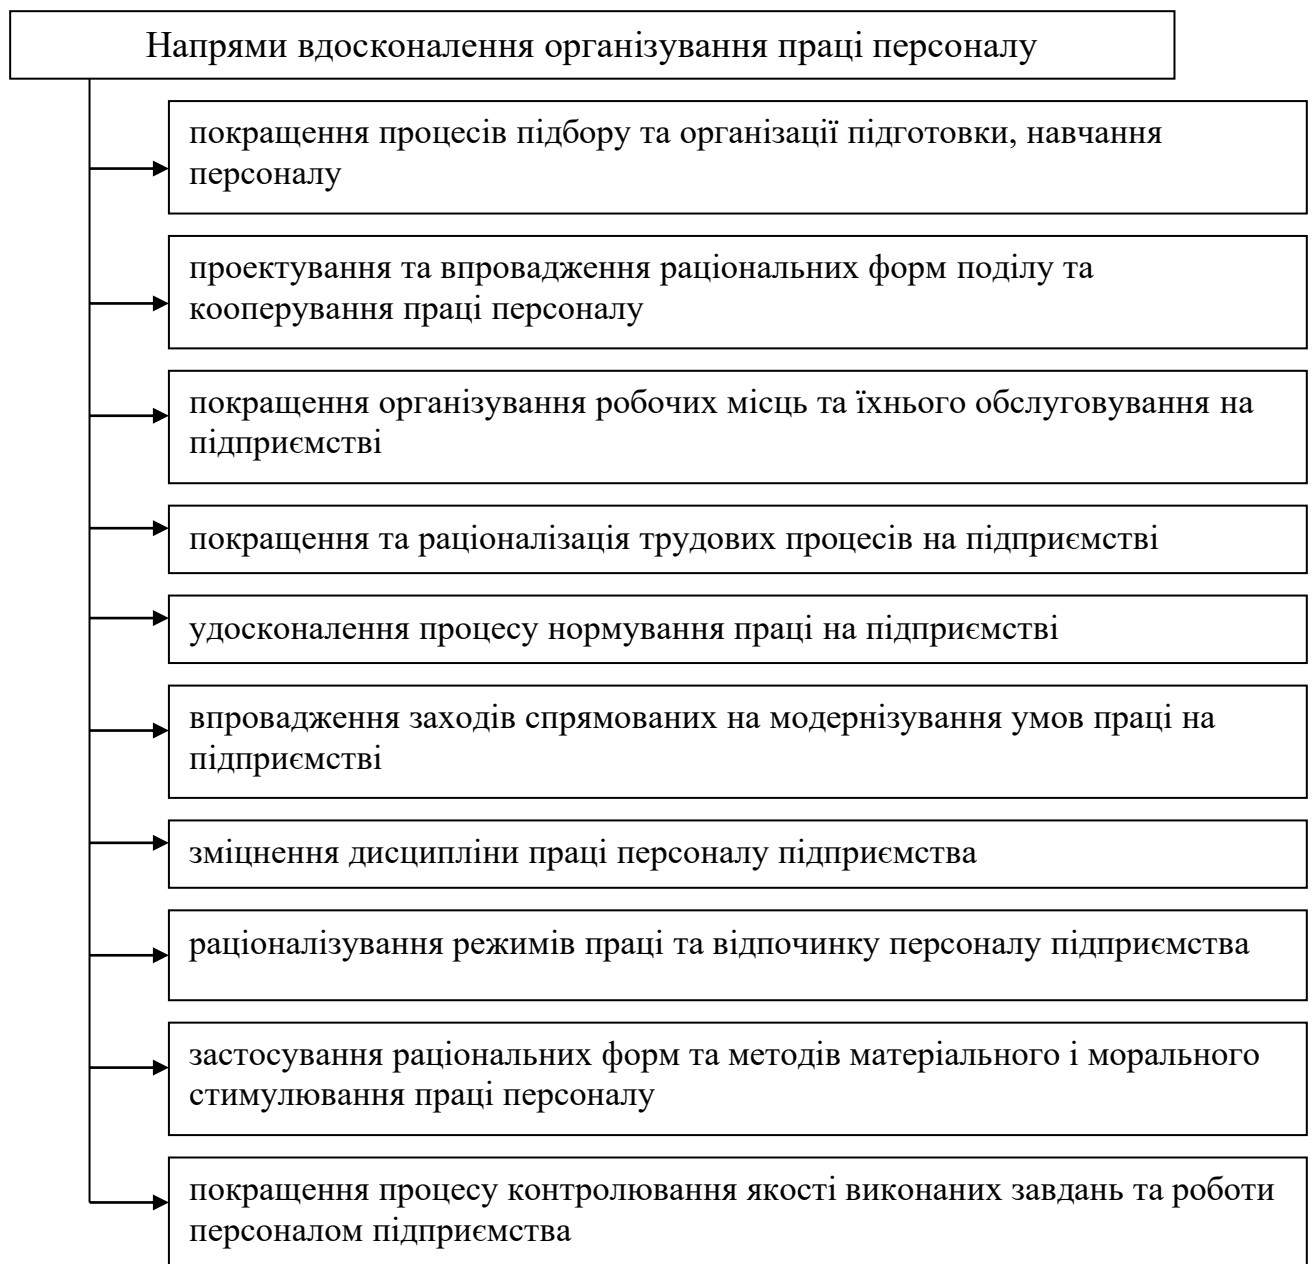 Напрями вдосконалення організування праці персоналу
покращення процесів підбору та організації підготовки, навчання
персоналу
проектування та впровадження раціональних форм поділу та
кооперування праці персоналу
покращення організування робочих місць та їхнього обслуговування на
підприємстві
покращення та раціоналізація трудових процесів на підприємстві
удосконалення процесу нормування праці на підприємстві
впровадження заходів спрямованих на модернізування умов праці на
підприємстві
зміцнення дисципліни праці персоналу підприємства
раціоналізування режимів праці та відпочинку персоналу підприємства
застосування раціональних форм та методів матеріального і морального
стимулювання праці персоналу
покращення процесу контролювання якості виконаних завдань та роботи
персоналом підприємства